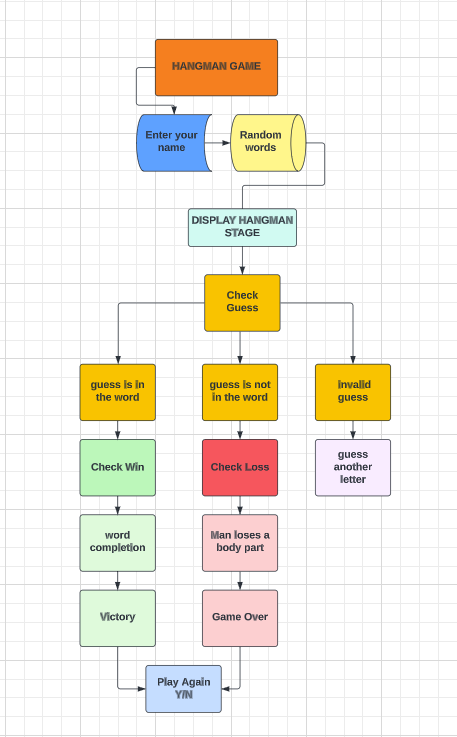 HANGMAN GAME
Enter your
name
Random
words
DISPLAY HANGMAN
STAGE
Check
Guess
guess is in
the word
guess is not
in the word
invalid
guess
Check Win
Check Loss
guess
another
letter
word
completion
Man loses a
body part
Victory
Game Over
Play Again
Y/N